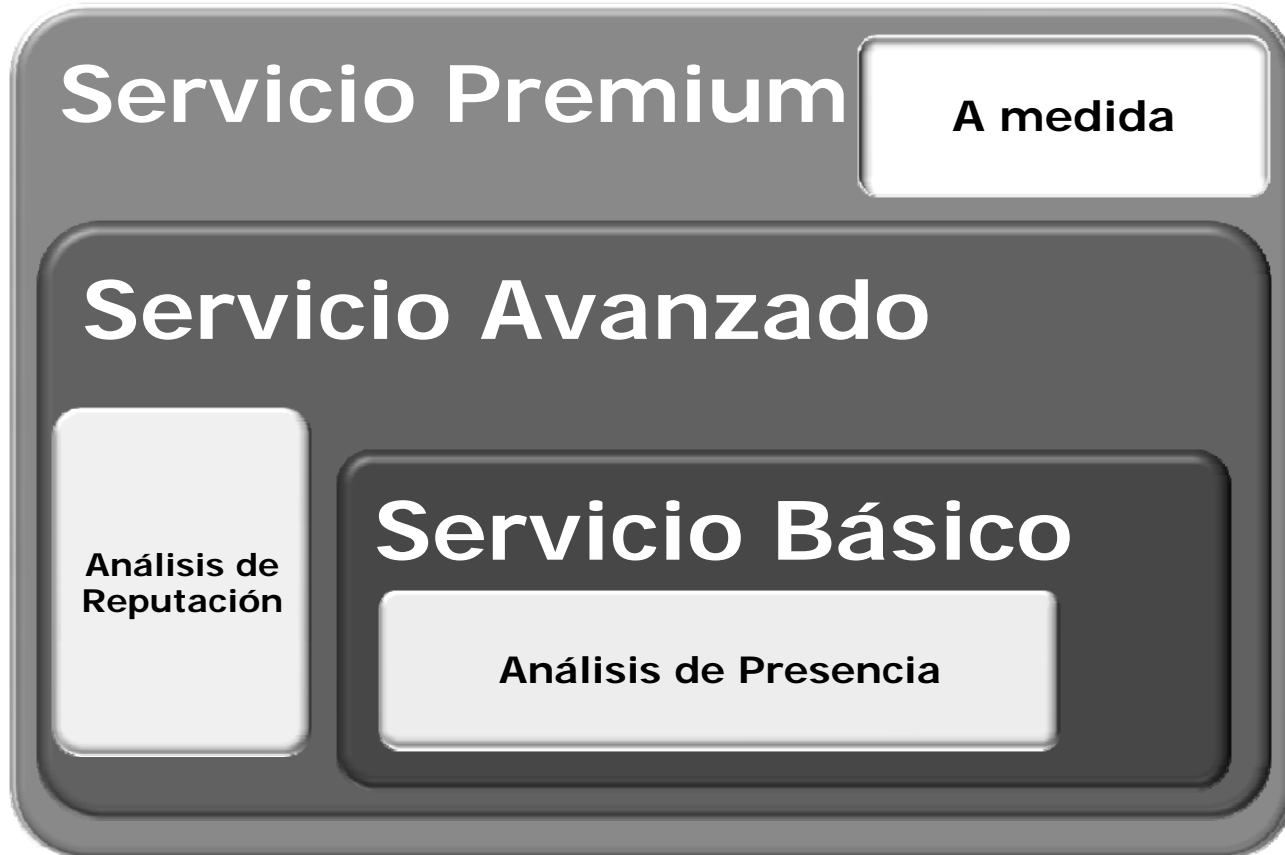 Servicio Premium
A medida
Servicio Avanzado
Análisis de
Reputación
Servicio Básico
Análisis de Presencia